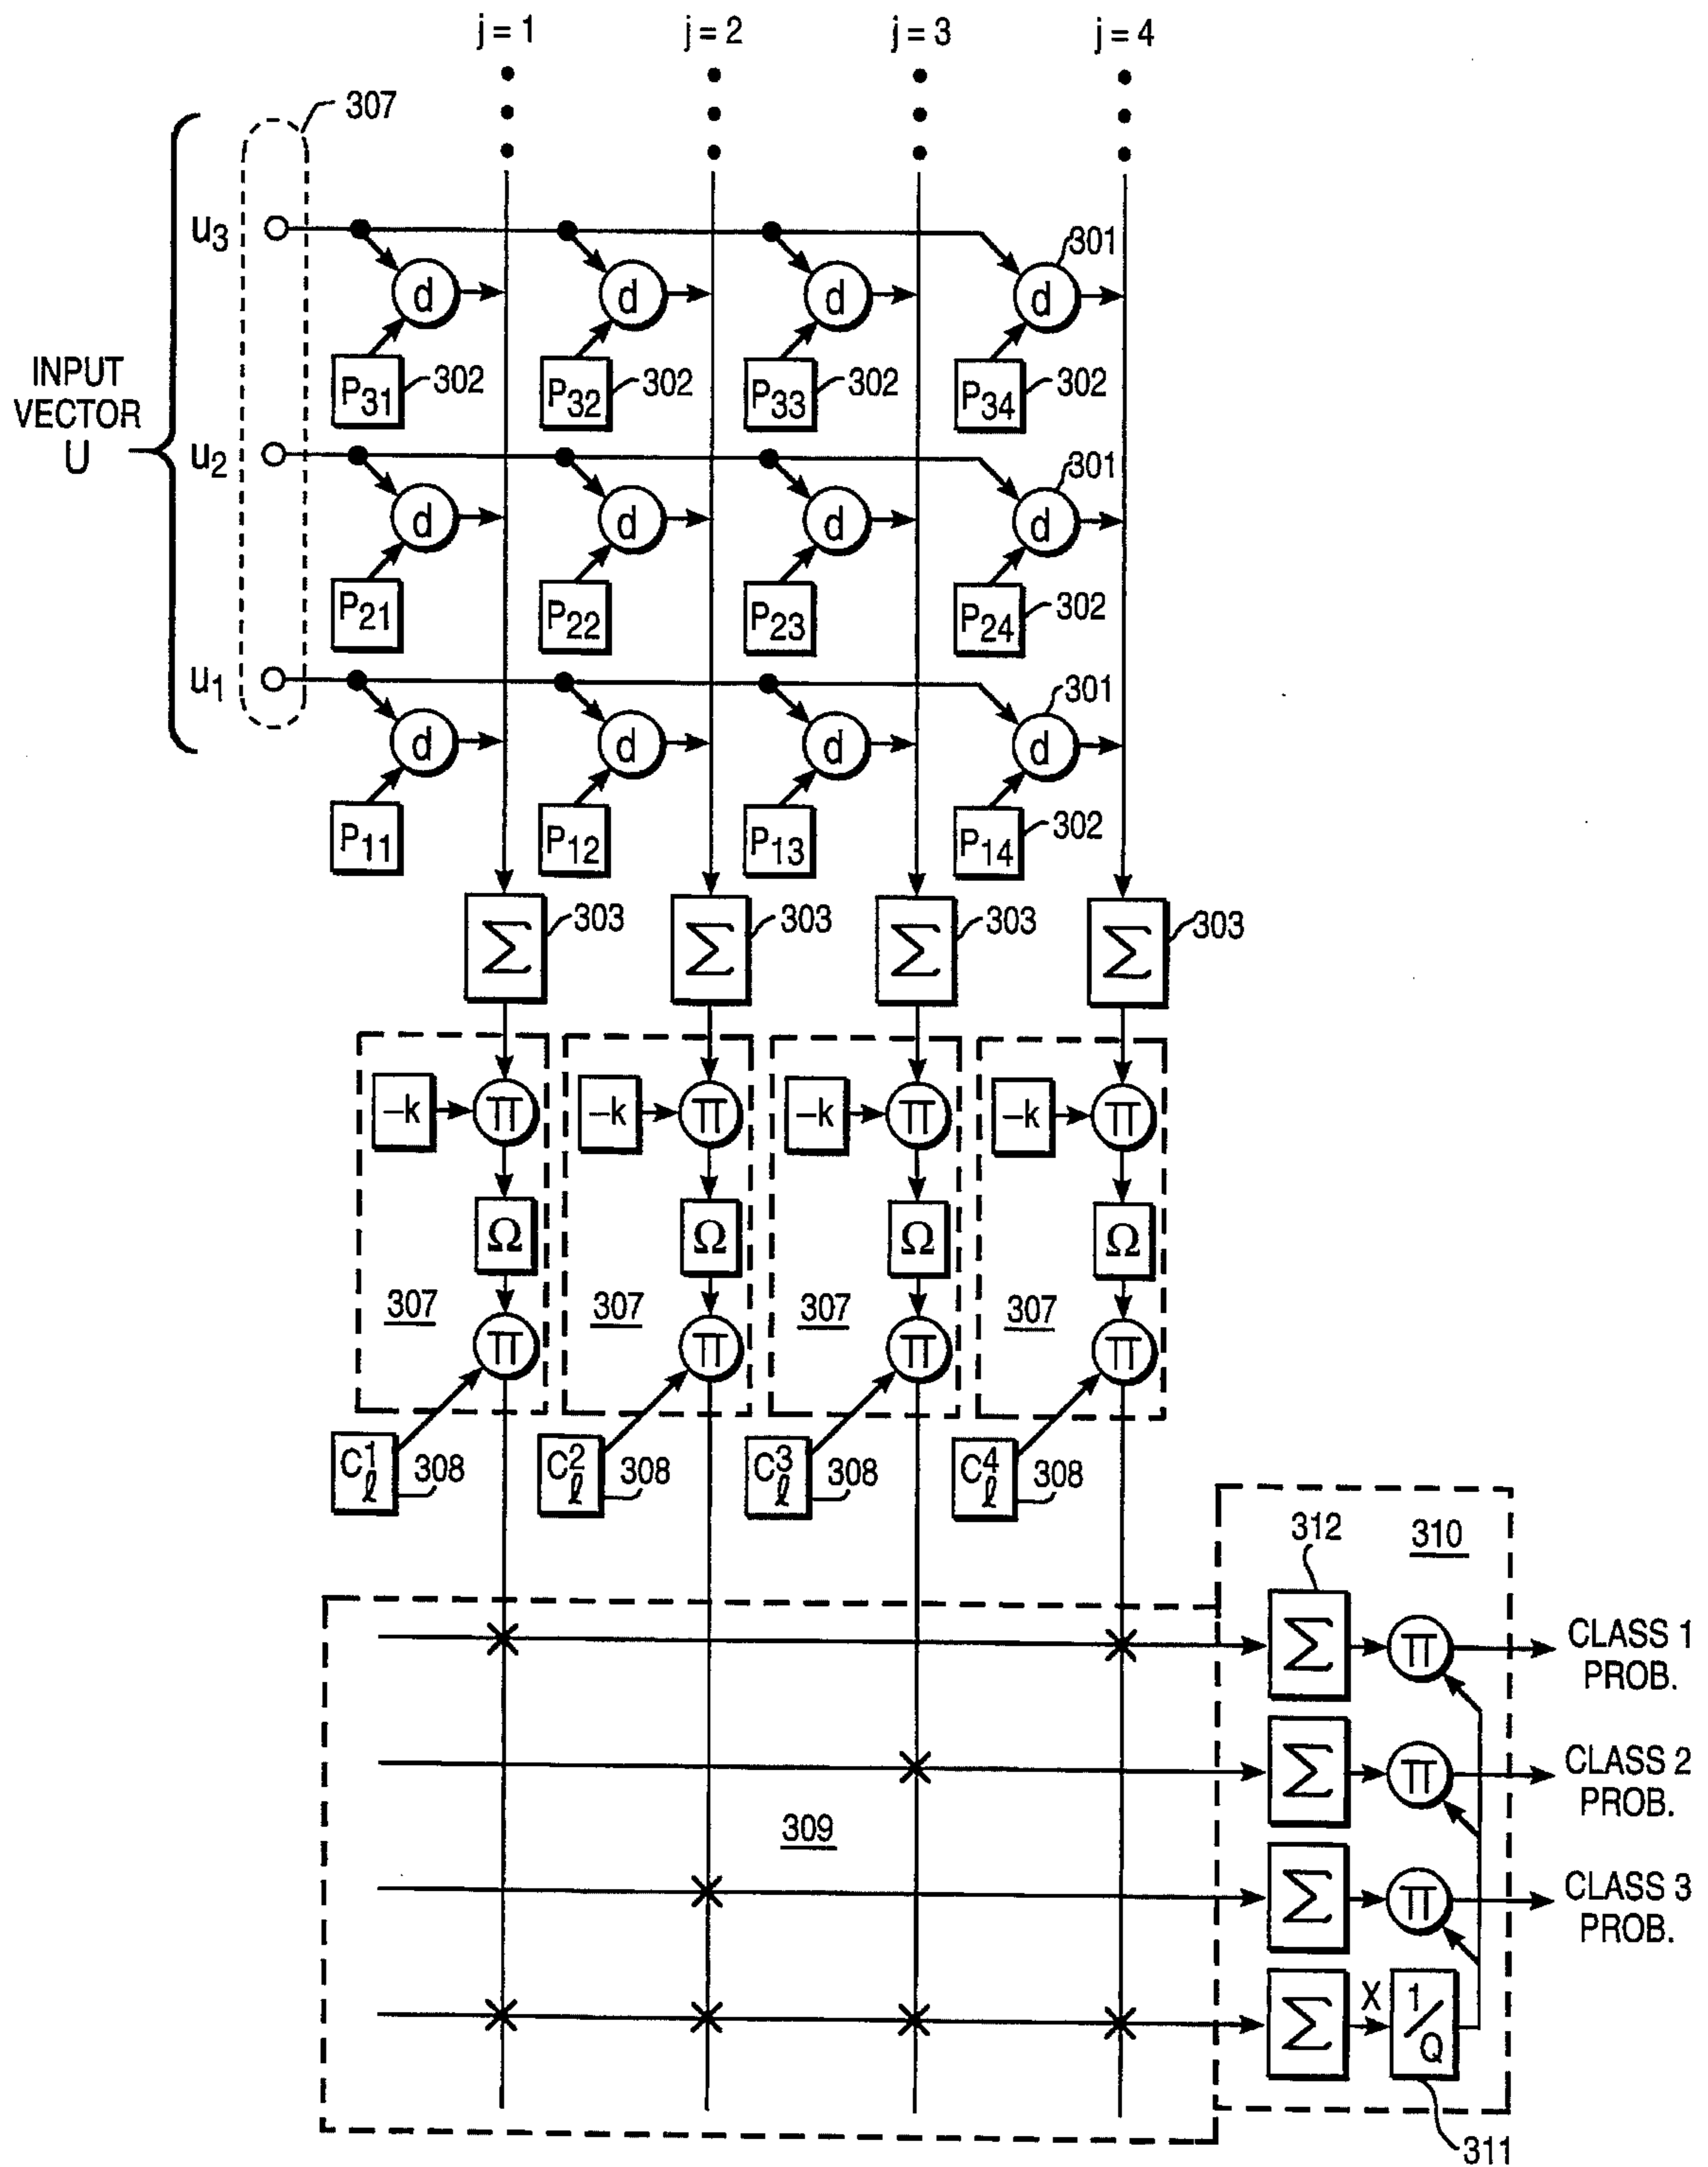 j = 1 j = 2 j = 3 j = 4
307
u3
301
d d d d
INPUT VECTOR U
P31 302 P32 302 P33 302 P34 302
u2
301
d d d d
P21 P22 P23 P24 302
u1
301
d d d d
P11 P12 P13 P14 302
Σ 303 Σ 303 Σ 303 Σ 303
–k Π –k Π –k Π –k Π
Ω Ω Ω Ω
307 307 307 307
Π Π Π Π
C1ℓ 308 C2ℓ 308 C3ℓ 308 C4ℓ 308
312 310
Σ Π CLASS 1 PROB.
Σ Π CLASS 2 PROB.
309
Σ Π CLASS 3 PROB.
Σ X 1/Q
311